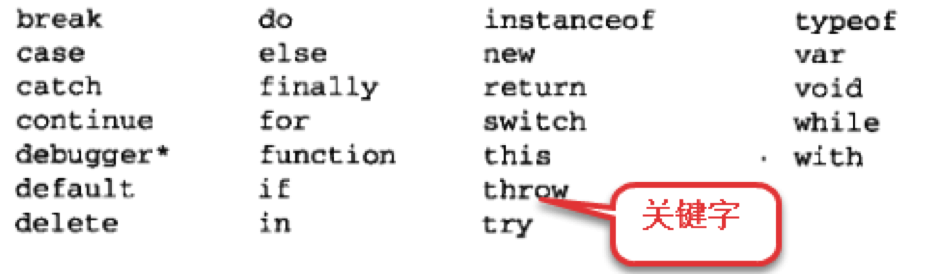 break do instanceof typeof
case else new var
catch finally return void
continue for switch while
debugger* function this with
default if throw
delete in try
关键字